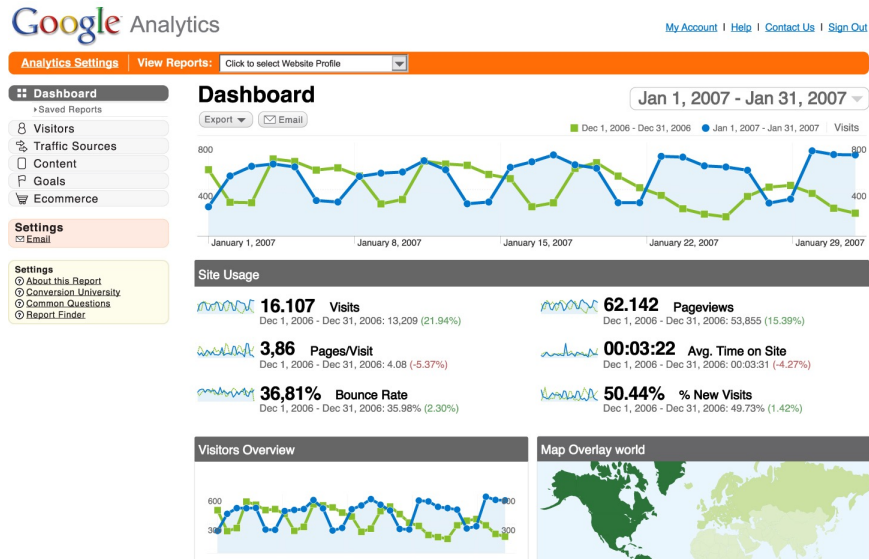 Google Analytics
My Account | Help | Contact Us | Sign Out
Analytics Settings | View Reports: Click to select Website Profile
Dashboard
Saved Reports
Visitors
Traffic Sources
Content
Goals
Ecommerce
Settings
Email
Settings
About this Report
Conversion University
Common Questions
Report Finder
Dashboard
Jan 1, 2007 - Jan 31, 2007
Export
Email
Dec 1, 2006 - Dec 31, 2006 Jan 1, 2007 - Jan 31, 2007 | Visits
800 800
400 400
January 1, 2007 January 8, 2007 January 15, 2007 January 22, 2007 January 29, 2007
Site Usage
16.107 Visits
Dec 1, 2006 - Dec 31, 2006: 13,209 (21.94%)
62.142 Pageviews
Dec 1, 2006 - Dec 31, 2006: 53,855 (15.39%)
3,86 Pages/Visit
Dec 1, 2006 - Dec 31, 2006: 4.08 (-5.37%)
00:03:22 Avg. Time on Site
Dec 1, 2006 - Dec 31, 2006: 00:03:31 (-4.27%)
36,81% Bounce Rate
Dec 1, 2006 - Dec 31, 2006: 35.98% (2.30%)
50.44% % New Visits
Dec 1, 2006 - Dec 31, 2006: 49.73% (1.42%)
Visitors Overview
600 600
300 300
Map Overlay world